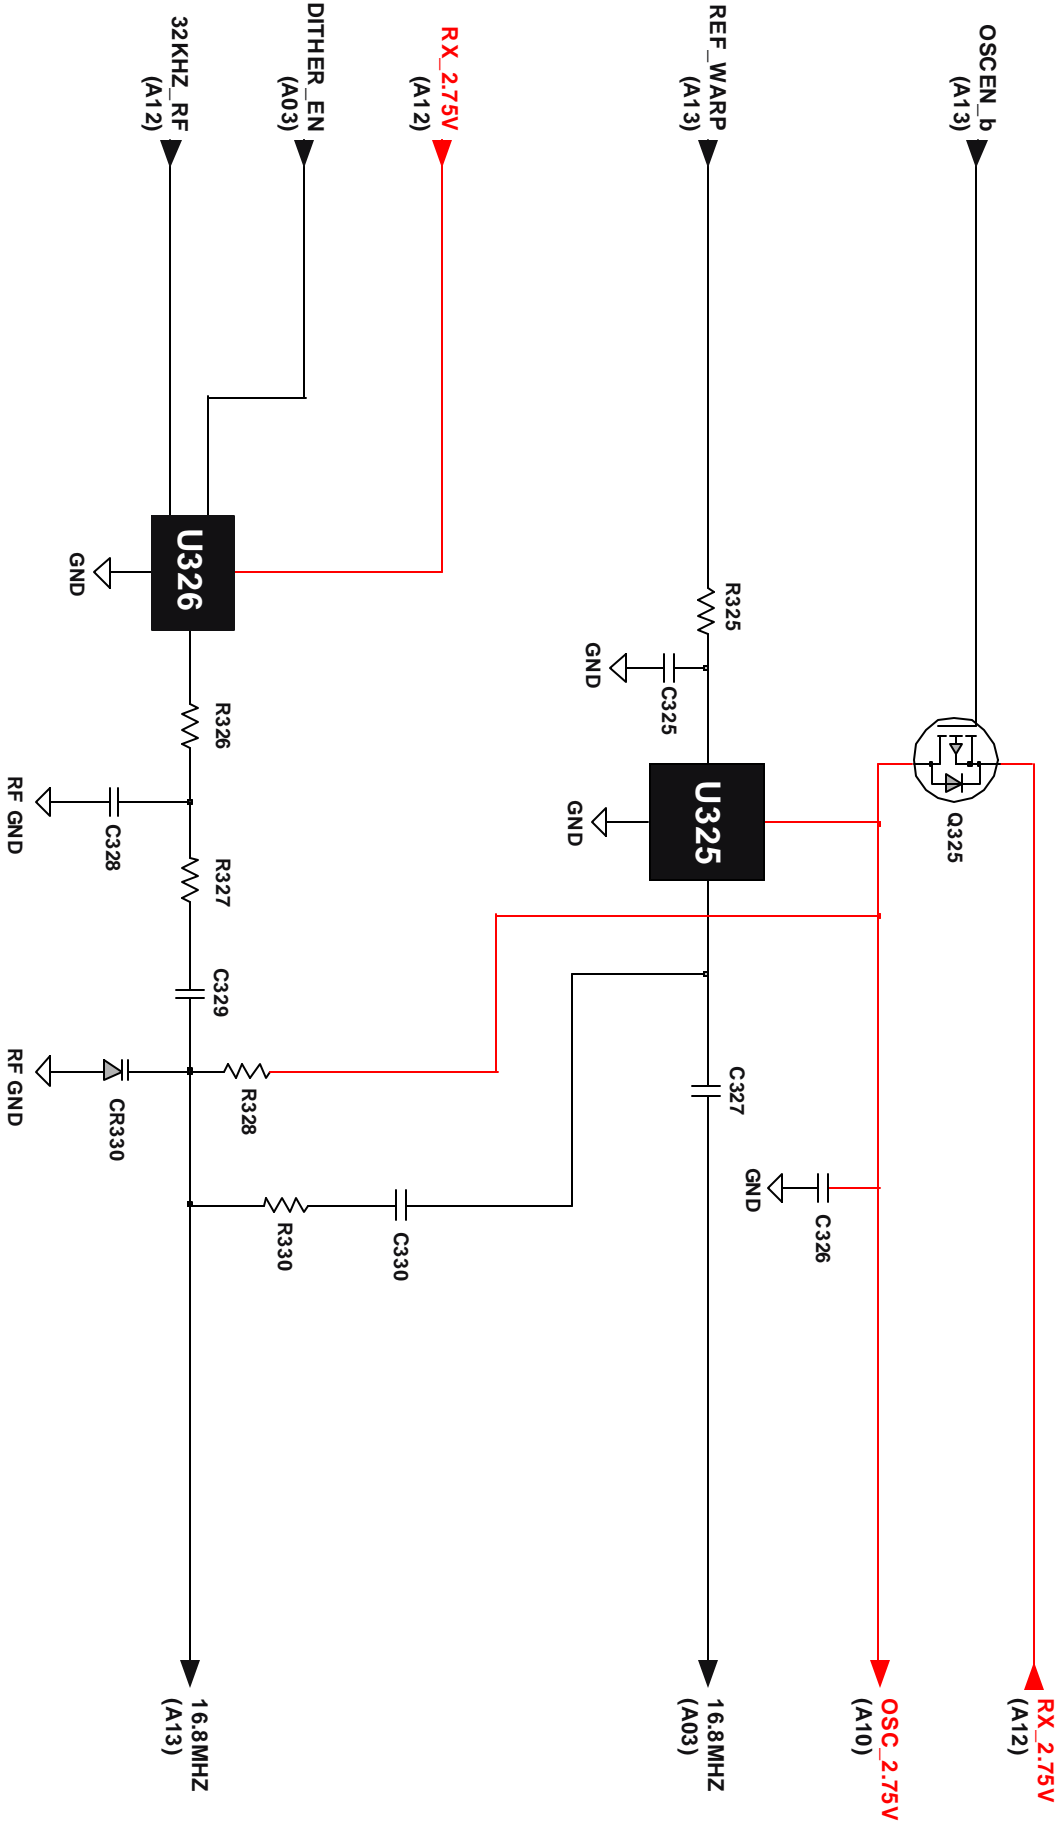 OSCEN_b
(A13)
REF_WARP
(A13)
RX_2.75V
(A12)
DITHER_EN
(A03)
32KHZ_RF
(A12)
Q325
R325
C325
GND
U325
GND
U326
GND
R326
C328
RF GND
R327
C329
CR330
RF GND
R328
R330
C330
C327
C326
GND
RX_2.75V
(A12)
OSC_2.75V
(A10)
16.8MHZ
(A03)
16.8MHZ
(A13)